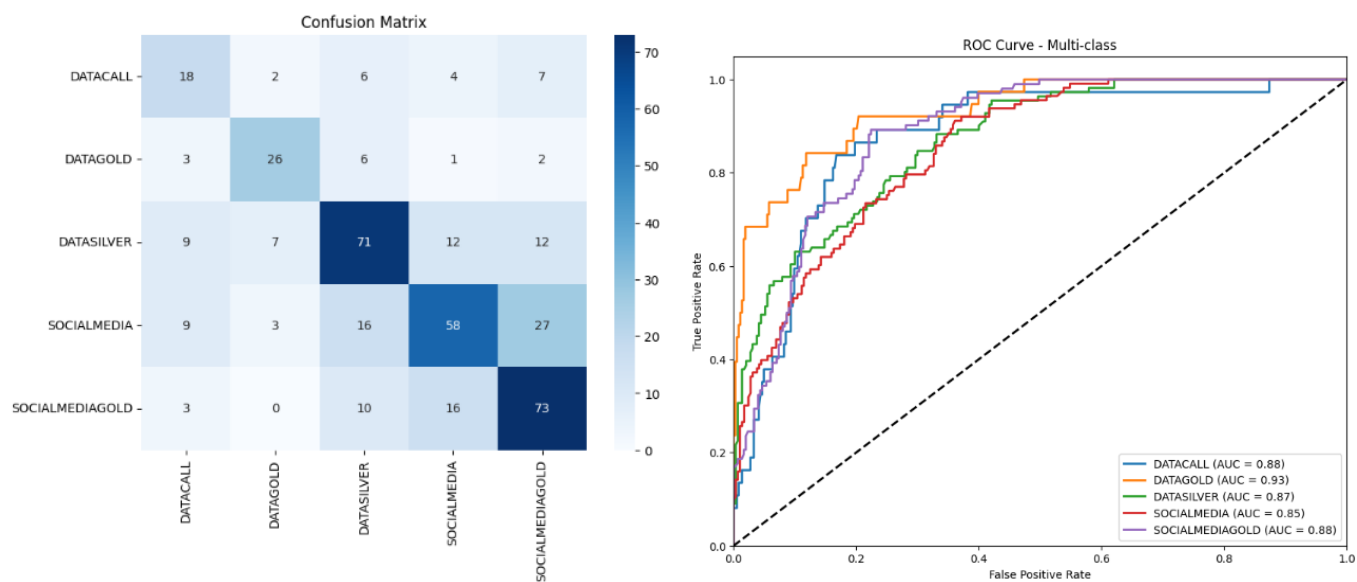 Confusion Matrix
DATACALL 18 2 6 4 7
DATAGOLD 3 26 6 1 2
DATASILVER 9 7 71 12 12
SOCIALMEDIA 9 3 16 58 27
SOCIALMEDIAGOLD 3 0 10 16 73
DATACALL
DATAGOLD
DATASILVER
SOCIALMEDIA
SOCIALMEDIAGOLD
70
60
50
40
30
20
10
0
ROC Curve - Multi-class
True Positive Rate
1.0
0.8
0.6
0.4
0.2
0.0
0.0 0.2 0.4 0.6 0.8 1.0
False Positive Rate
DATACALL (AUC = 0.88)
DATAGOLD (AUC = 0.93)
DATASILVER (AUC = 0.87)
SOCIALMEDIA (AUC = 0.85)
SOCIALMEDIAGOLD (AUC = 0.88)